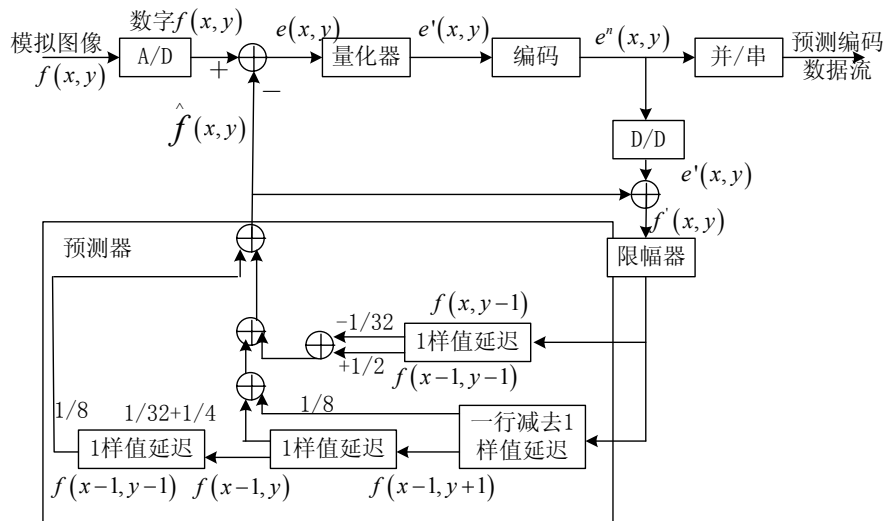 模拟图像
f(x,y)
A/D
数字f(x,y)
+
−
e(x,y)
量化器
e'(x,y)
编码
eⁿ(x,y)
并/串
预测编码
数据流
f̂(x,y)
D/D
e'(x,y)
f'(x,y)
限幅器
预测器
f(x,y−1)
−1/32
1样值延迟
+1/2
f(x−1,y−1)
1/8
1/32+1/4
1/8
一行减去1
样值延迟
1样值延迟
1样值延迟
f(x−1,y−1)
f(x−1,y)
f(x−1,y+1)